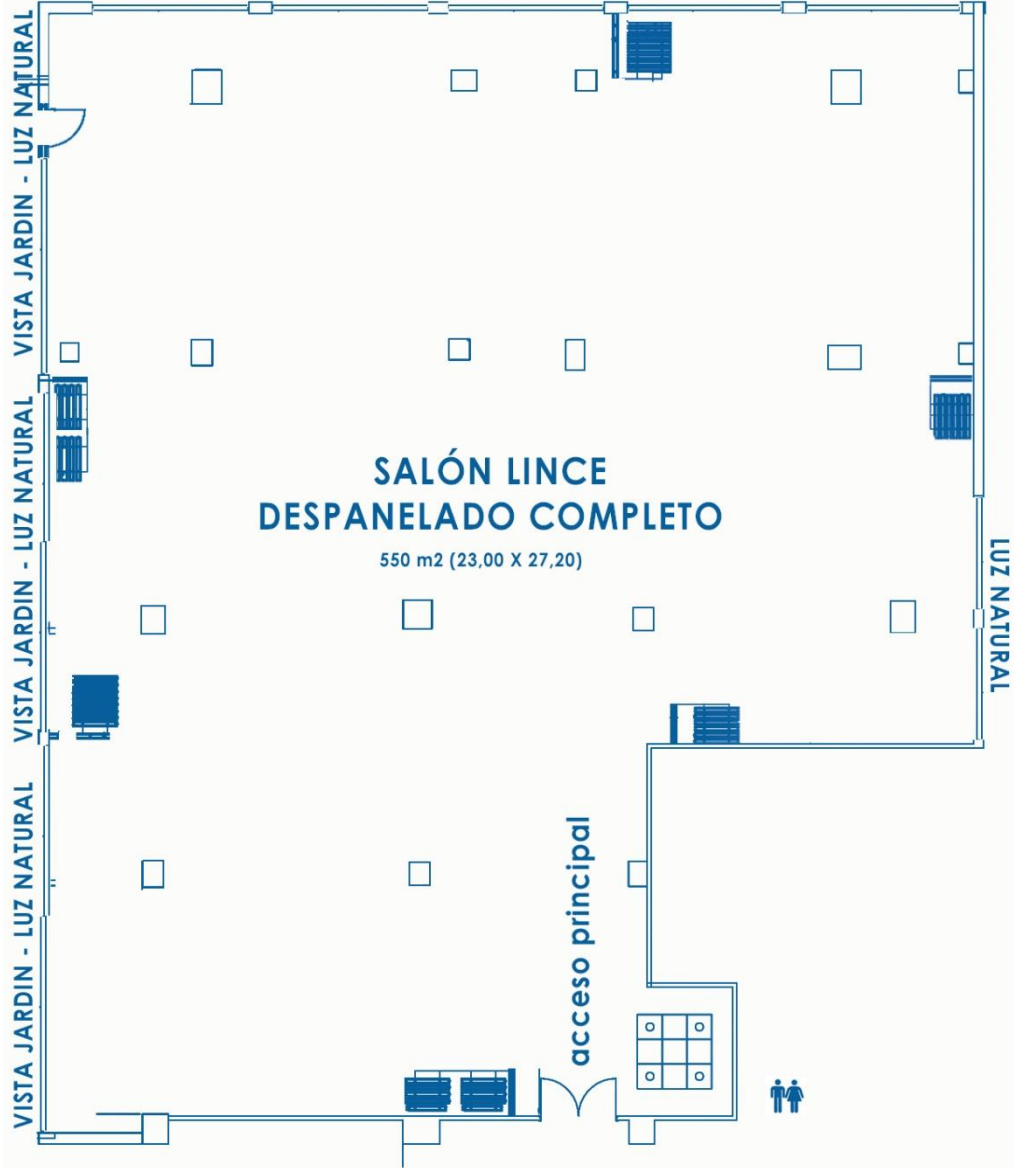 VISTA JARDIN - LUZ NATURAL
VISTA JARDIN - LUZ NATURAL
VISTA JARDIN - LUZ NATURAL
SALÓN LINCE
DESPANELADO COMPLETO
550 m2 (23,00 X 27,20)
LUZ NATURAL
acceso principal